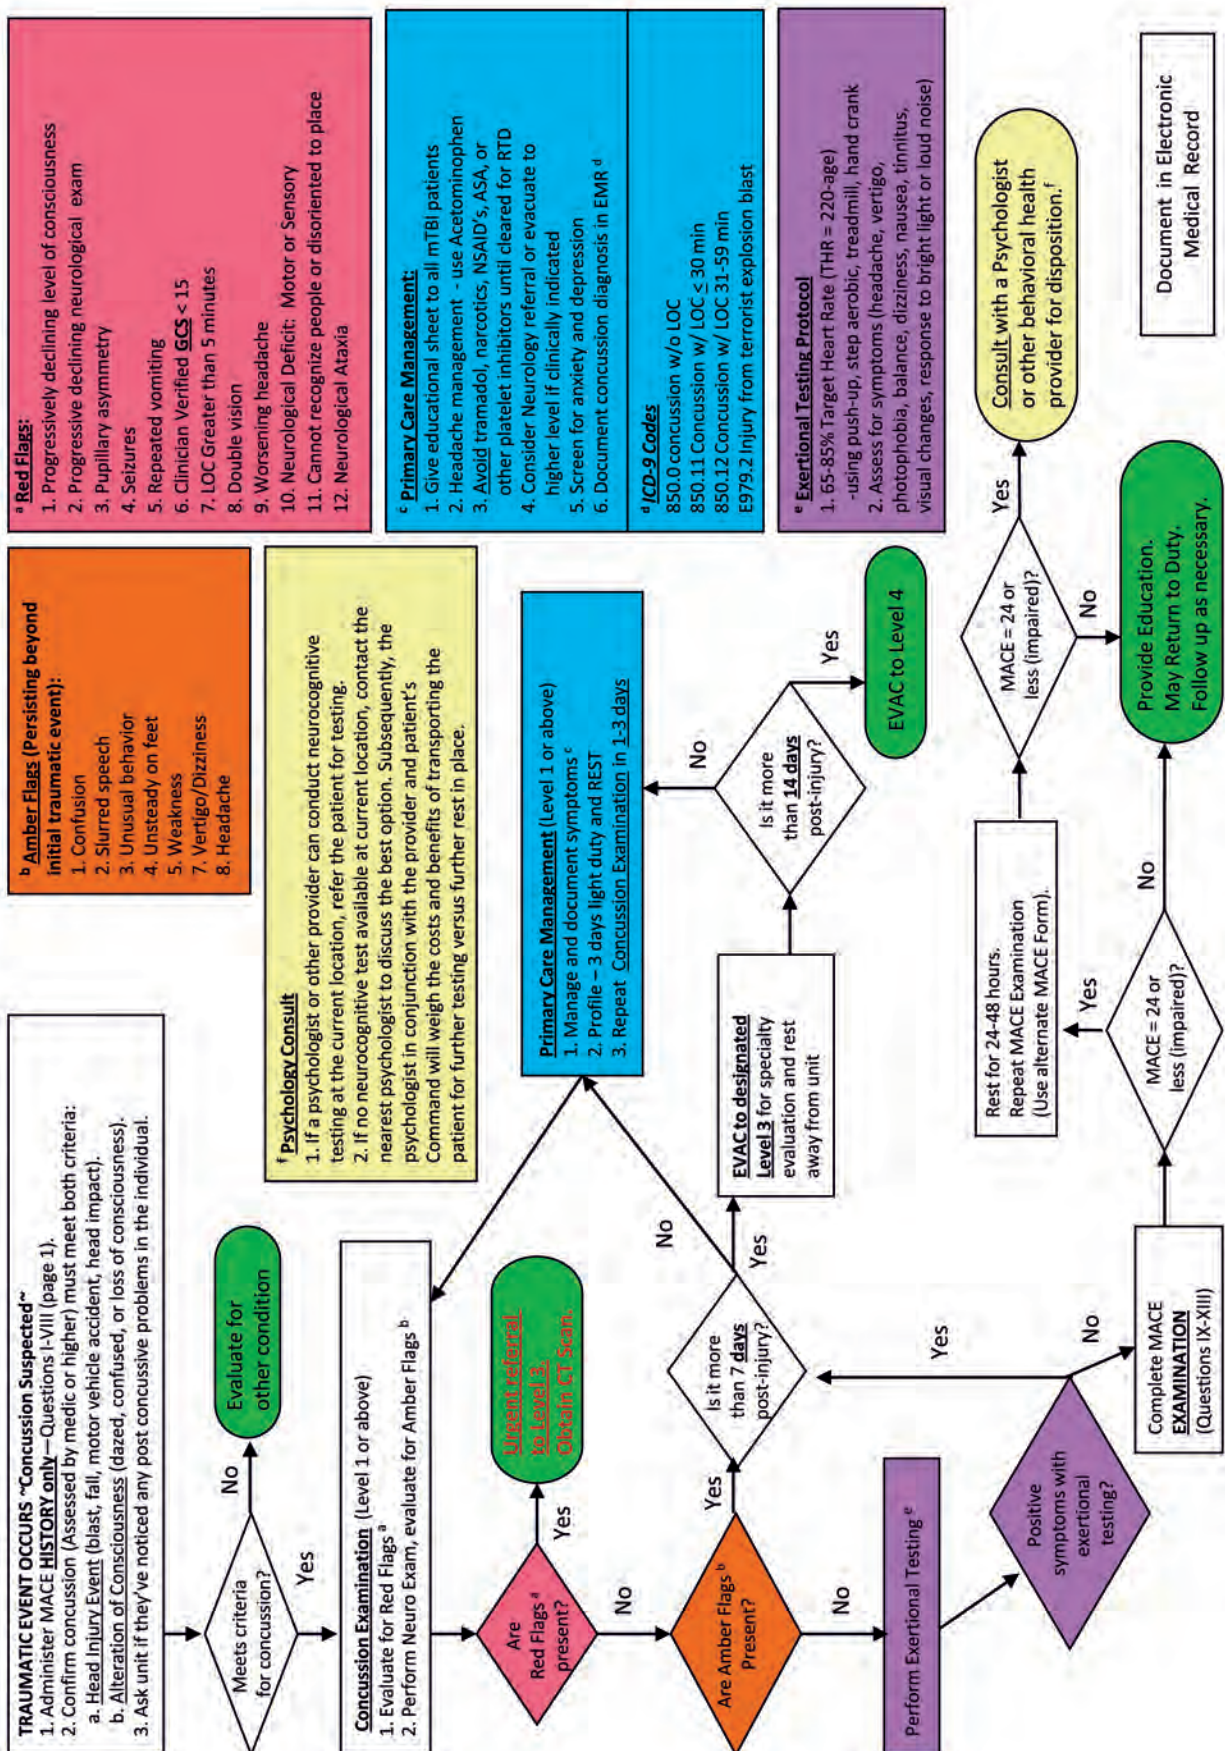 TRAUMATIC EVENT OCCURS ~"Concussion Suspected"~
1. Administer MACE HISTORY only—Questions I-VIII (page 1).
2. Confirm concussion (Assessed by medic or higher) must meet both criteria:
a. Head Injury Event (blast, fall, motor vehicle accident, head impact).
b. Alteration of Consciousness (dazed, confused, or loss of consciousness).
3. Ask unit if they've noticed any post concussive problems in the individual.
b Amber Flags (Persisting beyond
initial traumatic event):
1. Confusion
2. Slurred speech
3. Unusual behavior
4. Unsteady on feet
5. Weakness
7. Vertigo/Dizziness
8. Headache
a Red Flags:
1. Progressively declining level of consciousness
2. Progressive declining neurological exam
3. Pupillary asymmetry
4. Seizures
5. Repeated vomiting
6. Clinician Verified GCS < 15
7. LOC Greater than 5 minutes
8. Double vision
9. Worsening headache
10. Neurological Deficit: Motor or Sensory
11. Cannot recognize people or disoriented to place
12. Neurological Ataxia
Meets criteria
for concussion?
No
Evaluate for
other condition
Yes
f Psychology Consult
1. If a psychologist or other provider can conduct neurocognitive
testing at the current location, refer the patient for testing.
2. If no neurocognitive test available at current location, contact the
nearest psychologist to discuss the best option. Subsequently, the
psychologist in conjunction with the provider and patient's
Command will weigh the costs and benefits of transporting the
patient for further testing versus further rest in place.
Concussion Examination (Level 1 or above)
1. Evaluate for Red Flags a
2. Perform Neuro Exam, evaluate for Amber Flags b
c Primary Care Management:
1. Give educational sheet to all mTBI patients
2. Headache management - use Acetominophen
3. Avoid tramadol, narcotics, NSAID's, ASA, or
other platelet inhibitors until cleared for RTD
4. Consider Neurology referral or evacuate to
higher level if clinically indicated
5. Screen for anxiety and depression
6. Document concussion diagnosis in EMR d
d ICD-9 Codes
850.0 concussion w/o LOC
850.11 Concussion w/ LOC ≤ 30 min
850.12 Concussion w/ LOC 31-59 min
E979.2 Injury from terrorist explosion blast
Are
Red Flags a
present?
Yes
Urgent referral
to Level 3.
Obtain CT Scan.
No
Primary Care Management (Level 1 or above)
1. Manage and document symptoms c
2. Profile – 3 days light duty and REST
3. Repeat Concussion Examination in 1-3 days
Are Amber Flags b
Present?
Yes
Is it more
than 7 days
post-injury?
No
Yes
EVAC to designated
Level 3 for specialty
evaluation and rest
away from unit
Is it more
than 14 days
post-injury?
No
Yes
EVAC to Level 4
No
Perform Exertional Testing e
e Exertional Testing Protocol
1. 65-85% Target Heart Rate (THR = 220-age)
-using push-up, step aerobic, treadmill, hand crank
2. Assess for symptoms (headache, vertigo,
photophobia, balance, dizziness, nausea, tinnitus,
visual changes, response to bright light or loud noise)
Positive
symptoms with
exertional
testing?
Yes
No
Complete MACE
EXAMINATION
(Questions IX-XIII)
MACE = 24 or
less (impaired)?
Yes
No
Rest for 24-48 hours.
Repeat MACE Examination
(Use alternate MACE Form).
MACE = 24 or
less (impaired)?
Yes
No
Consult with a Psychologist
or other behavioral health
provider for disposition. f
Provide Education.
May Return to Duty.
Follow up as necessary.
Document in Electronic
Medical Record